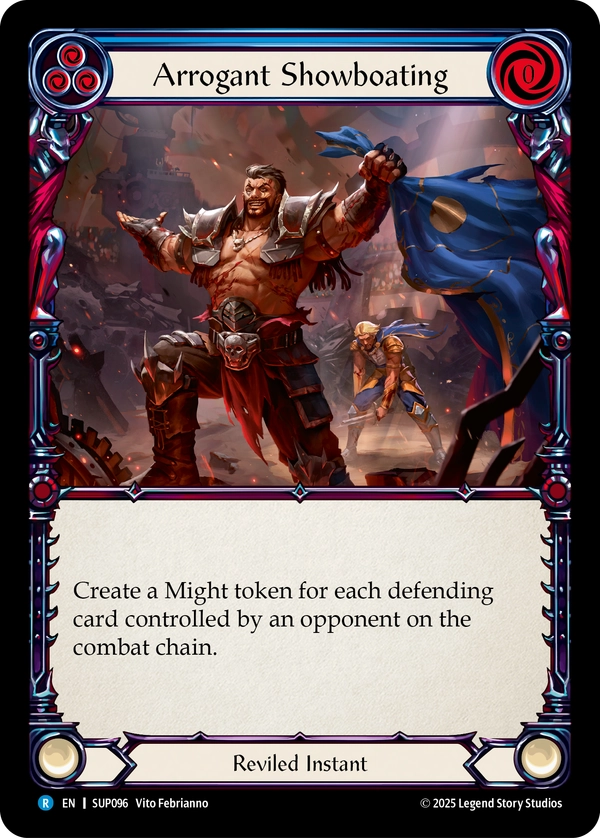 Arrogant Showboating
0
Create a Might token for each defending
card controlled by an opponent on the
combat chain.
Reviled Instant
R EN | SUP096 Vito Febrianno
© 2025 Legend Story Studios